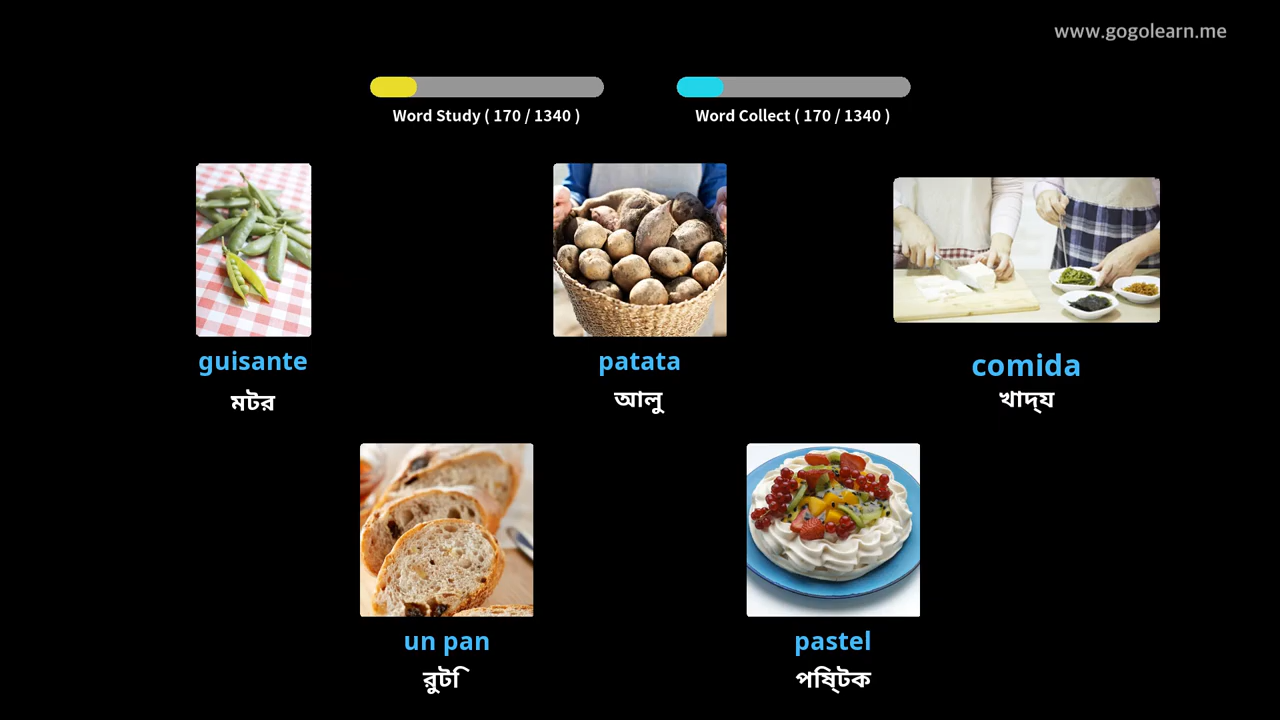 www.gogolearn.me
Word Study ( 170 / 1340 )
Word Collect ( 170 / 1340 )
guisante
মটর
patata
আলু
comida
খাদ্য
un pan
রুটি
pastel
পিষ্টক